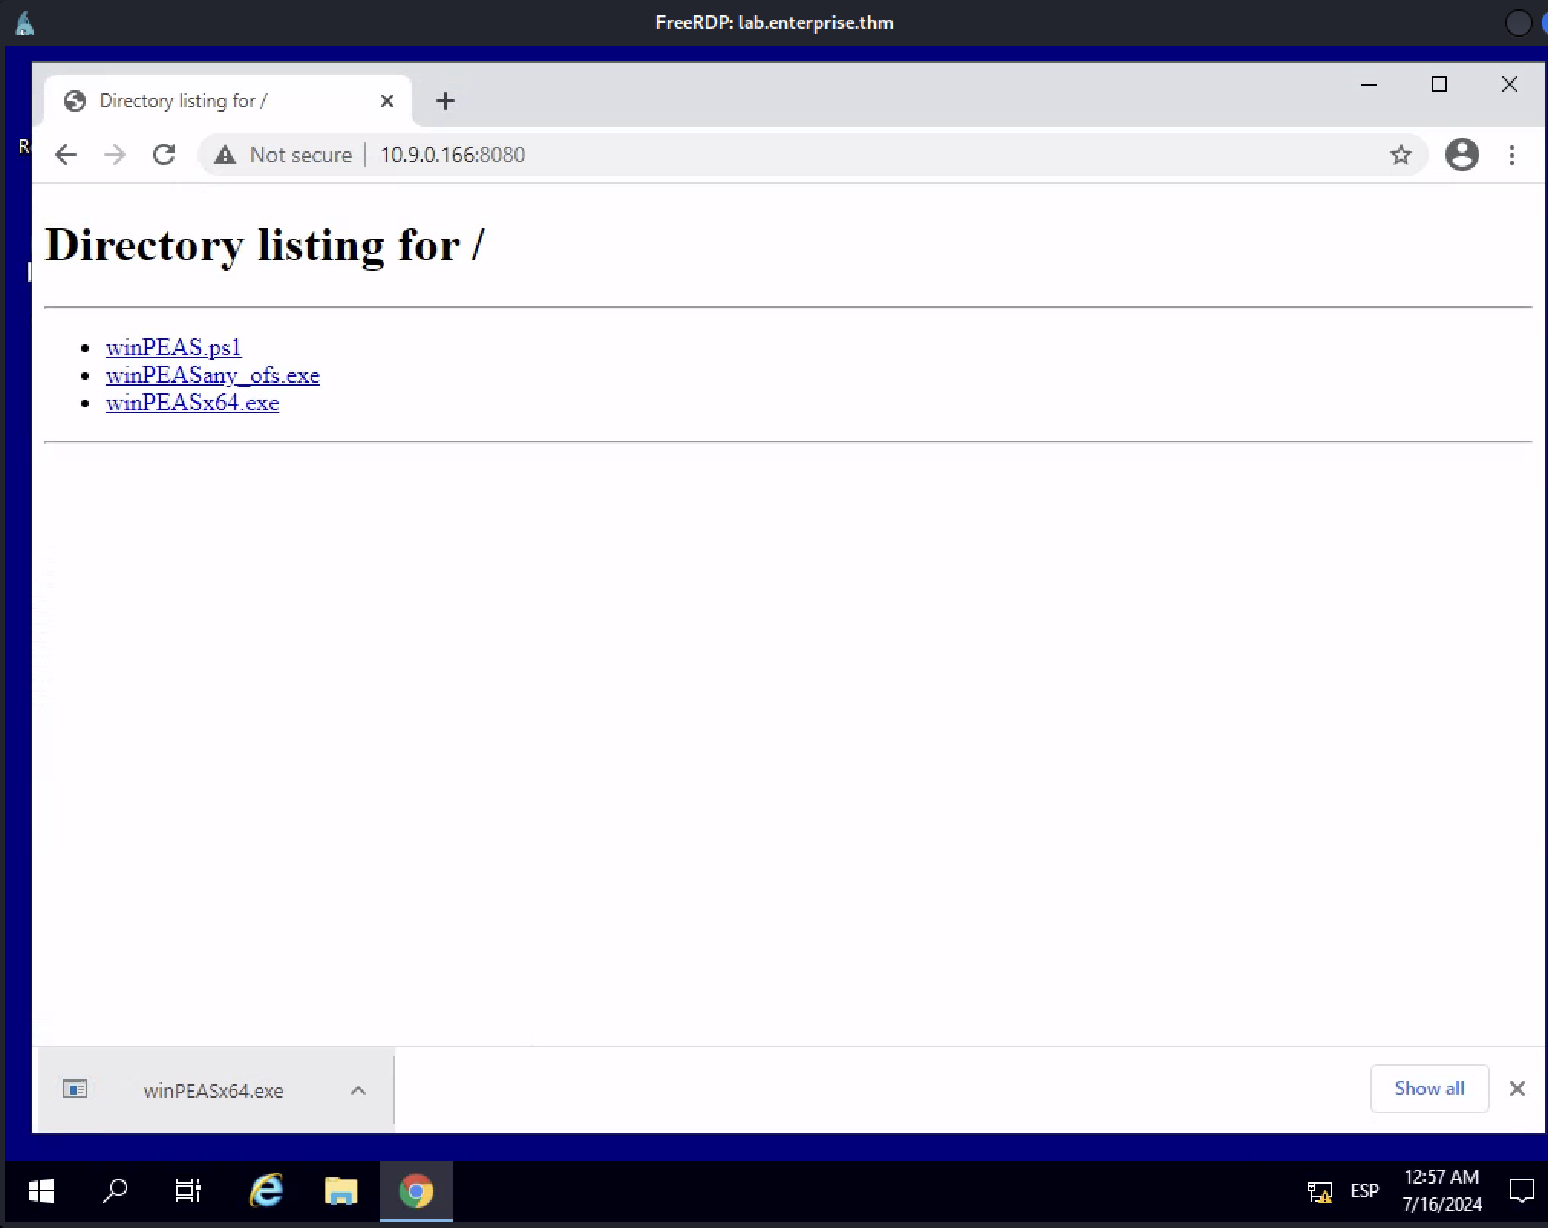 FreeRDP: lab.enterprise.thm
Directory listing for /
Not secure
10.9.0.166:8080
Directory listing for /
winPEAS.ps1
winPEASany_ofs.exe
winPEASx64.exe
winPEASx64.exe
Show all
ESP
12:57 AM
7/16/2024